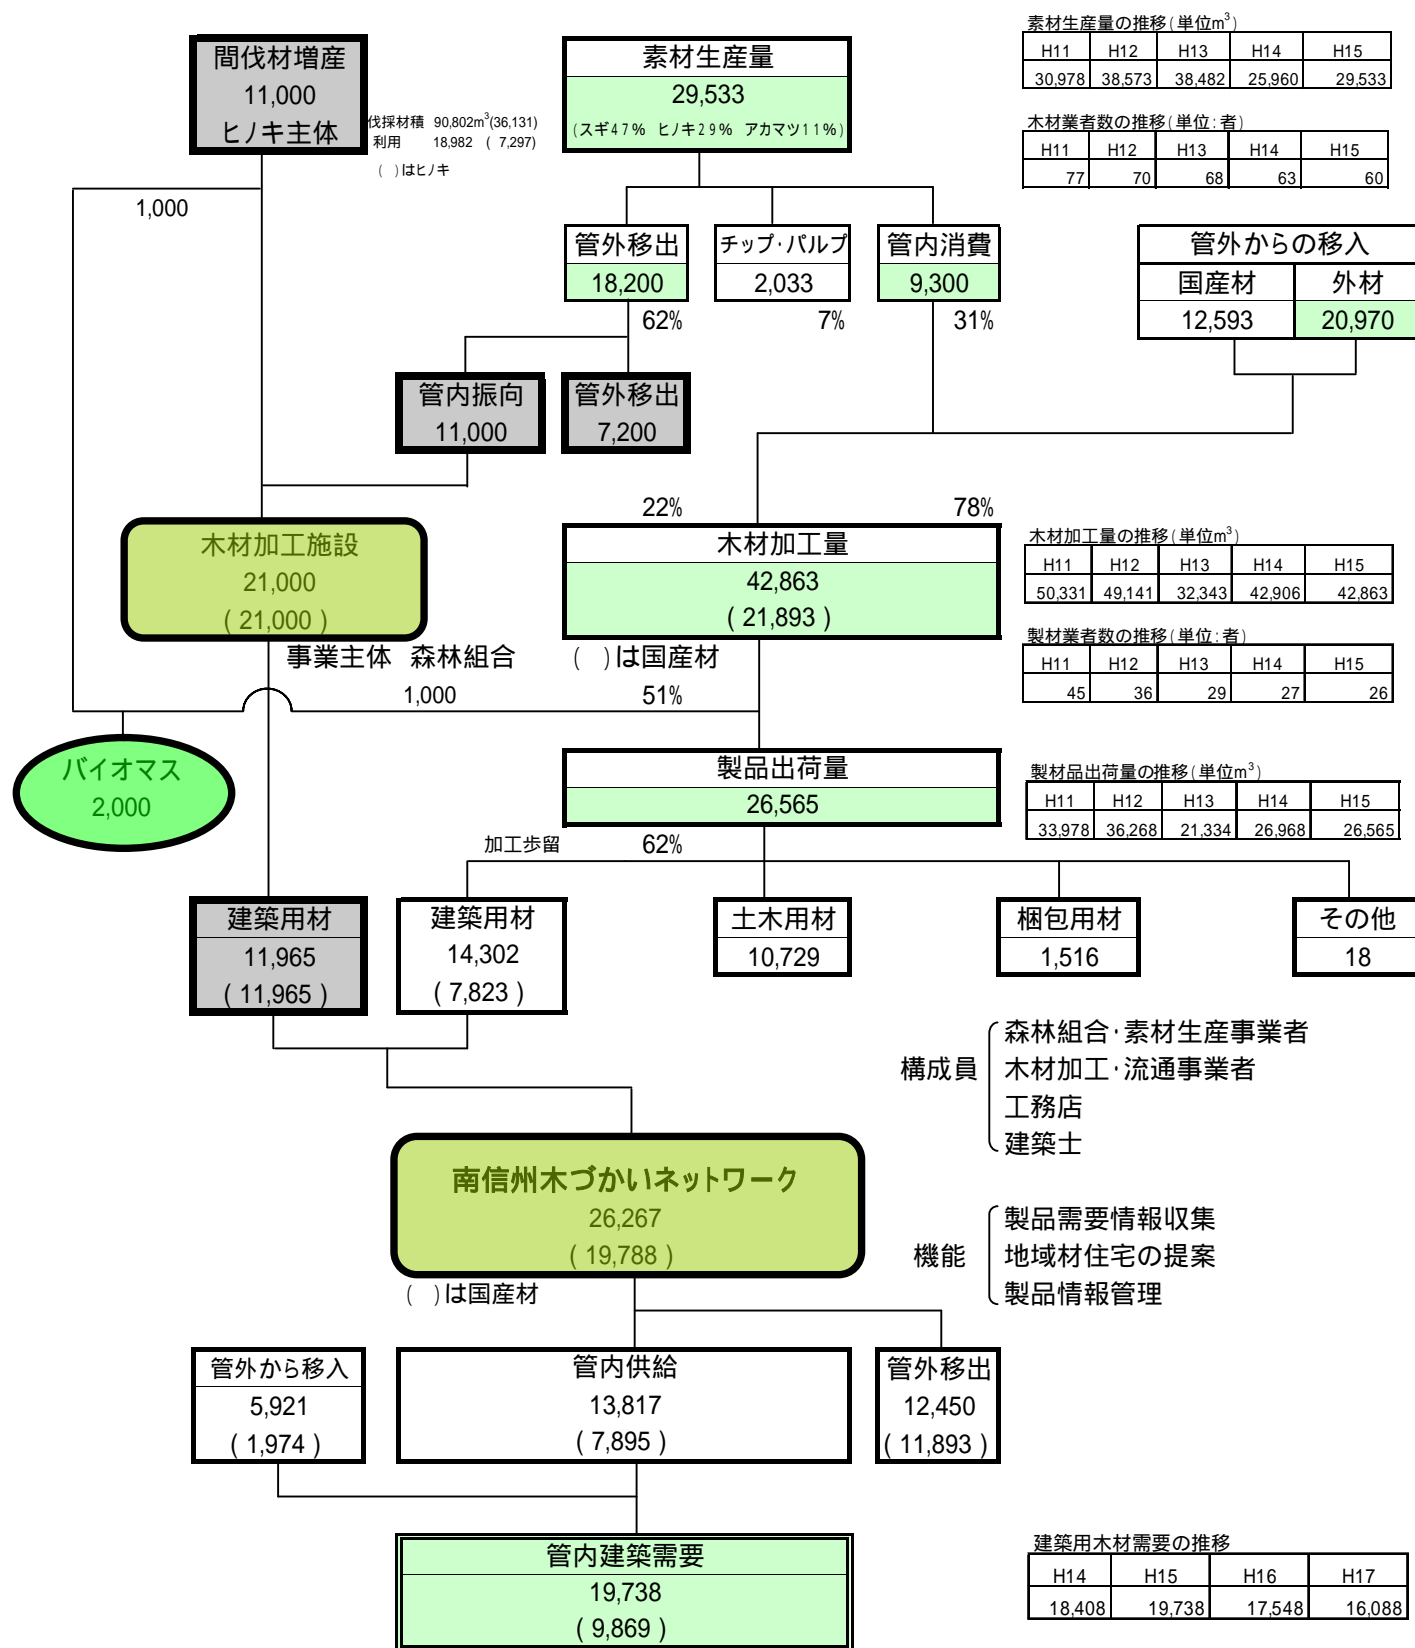 間伐材増産
11,000
ヒノキ主体
伐採材積 90,802m³(36,131)
利用 18,982 ( 7,297)
( )はヒノキ
素材生産量
29,533
(スギ47% ヒノキ29% アカマツ11%)
素材生産量の推移(単位m³)
H11 H12 H13 H14 H15
30,978 38,573 38,482 25,960 29,533
木材業者数の推移(単位:者)
H11 H12 H13 H14 H15
77 70 68 63 60
1,000
管外移出
18,200
62%
チップ・パルプ
2,033
7%
管内消費
9,300
31%
管外からの移入
国産材 外材
12,593 20,970
管内振向
11,000
管外移出
7,200
22% 78%
木材加工施設
21,000
( 21,000 )
事業主体 森林組合
木材加工量
42,863
( 21,893 )
( )は国産材
1,000 51%
木材加工量の推移(単位m³)
H11 H12 H13 H14 H15
50,331 49,141 32,343 42,906 42,863
製材業者数の推移(単位:者)
H11 H12 H13 H14 H15
45 36 29 27 26
バイオマス
2,000
製品出荷量
26,565
加工歩留 62%
製材品出荷量の推移(単位m³)
H11 H12 H13 H14 H15
33,978 36,268 21,334 26,968 26,565
建築用材
11,965
( 11,965 )
建築用材
14,302
( 7,823 )
土木用材
10,729
梱包用材
1,516
その他
18
構成員
森林組合・素材生産事業者
木材加工・流通事業者
工務店
建築士
南信州木づかいネットワーク
26,267
( 19,788 )
( )は国産材
機能
製品需要情報収集
地域材住宅の提案
製品情報管理
管外から移入
5,921
( 1,974 )
管内供給
13,817
( 7,895 )
管外移出
12,450
( 11,893 )
管内建築需要
19,738
( 9,869 )
建築用木材需要の推移
H14 H15 H16 H17
18,408 19,738 17,548 16,088